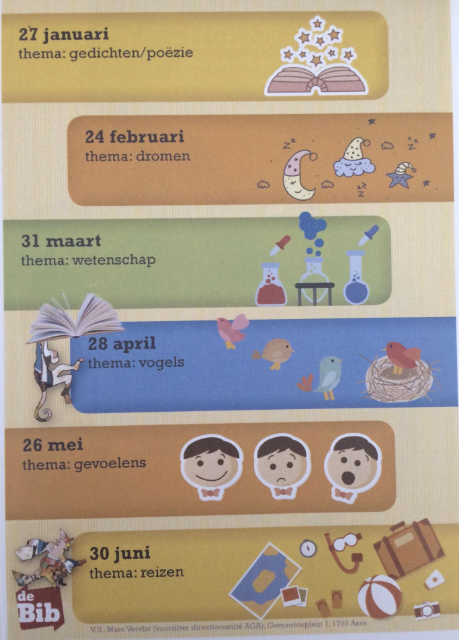 27 januari
thema: gedichten/poëzie
24 februari
thema: dromen
31 maart
thema: wetenschap
28 april
thema: vogels
26 mei
thema: gevoelens
30 juni
thema: reizen
de
Bib
V.U.: Marc Verdot (voorzitter directiecomité AGA), Gemeenteplein 1, 1730 Asse